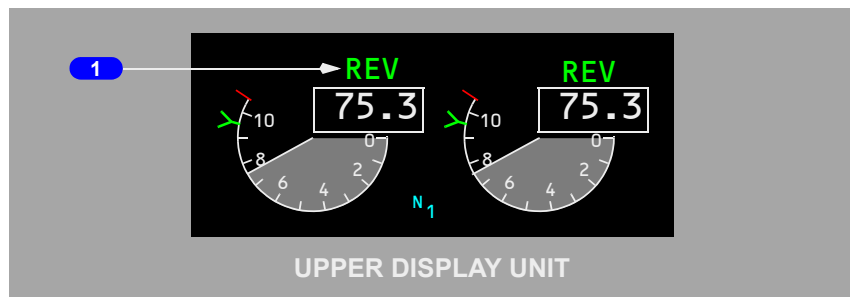 1
REV REV
75.3 75.3
10 0 10 0
8 2 8 2
6 4 6 4
N1
UPPER DISPLAY UNIT